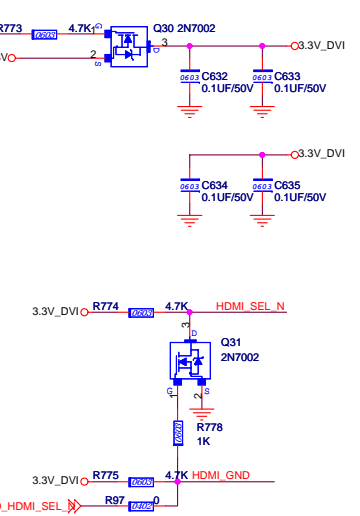 R773 0603 4.7K 1 G Q30 2N7002
D 3 3.3V_DVI
V 2 S
0603 C632 0603 C633
0.1UF/50V 0.1UF/50V
3.3V_DVI
0603 C634 0603 C635
0.1UF/50V 0.1UF/50V
3.3V_DVI R774 0603 4.7K HDMI_SEL_N
3 D
Q31
2N7002
G 1 2 S
0603 R778
1K
3.3V_DVI R775 0603 4.7K HDMI_GND
_HDMI_SEL_N R97 0402 0